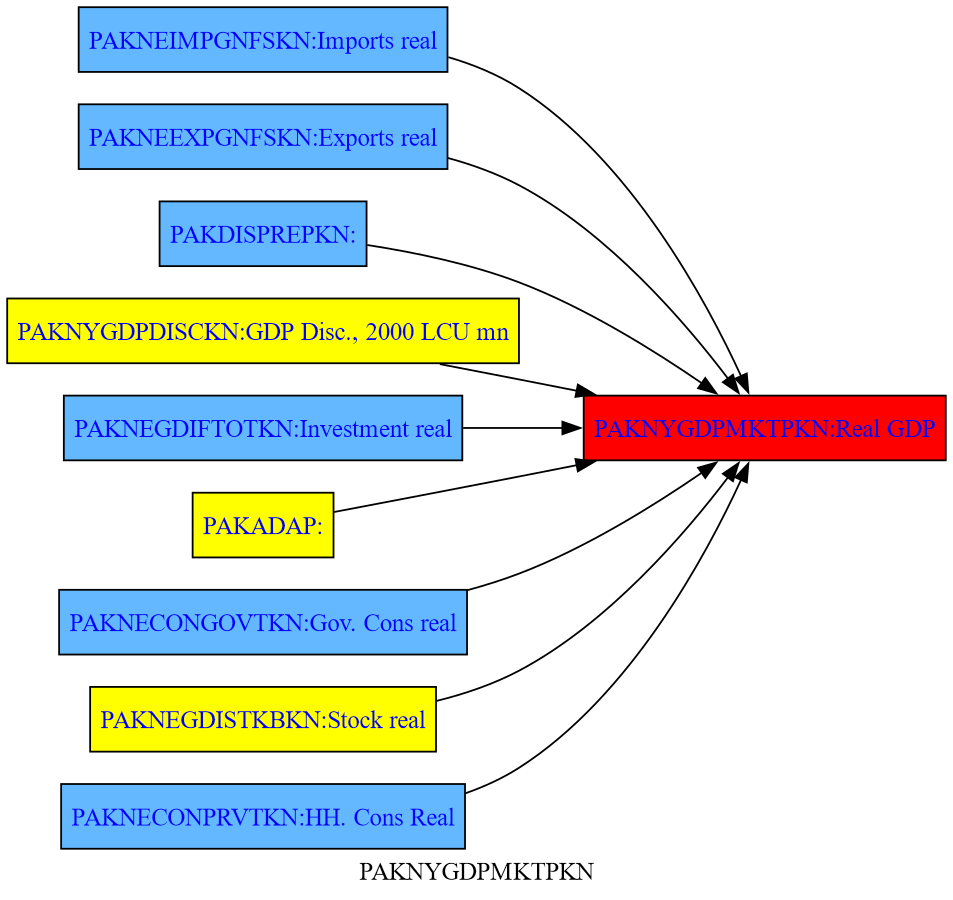 PAKNEIMPGNFSKN:Imports real
PAKNEEXPGNFSKN:Exports real
PAKDISPREPKN:
PAKNYGDPDISCKN:GDP Disc., 2000 LCU mn
PAKNEGDIFTOTKN:Investment real
PAKNYGDPMKTPKN:Real GDP
PAKADAP:
PAKNECONGOVTKN:Gov. Cons real
PAKNEGDISTKBKN:Stock real
PAKNECONPRVTKN:HH. Cons Real
PAKNYGDPMKTPKN